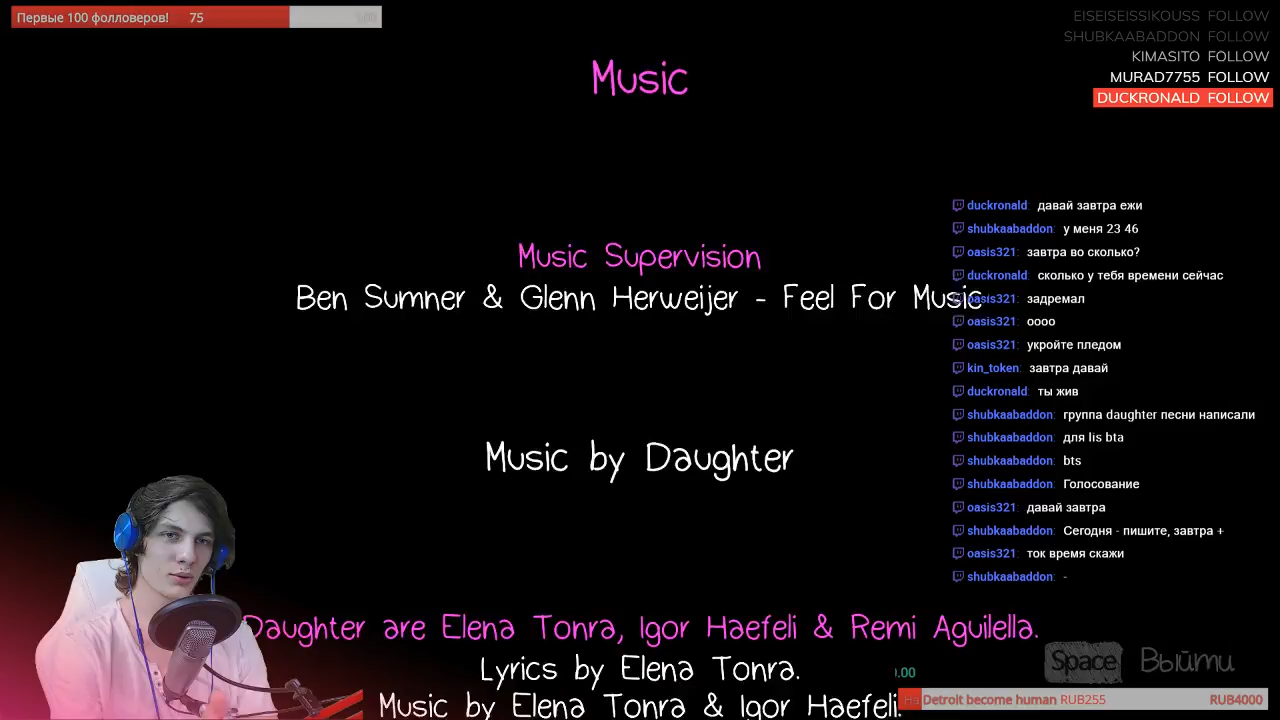 Первые 100 фолловеров! 75 100
EISEISEISSIKOUSS FOLLOW
SHUBKAABADDON FOLLOW
KIMASITO FOLLOW
MURAD7755 FOLLOW
DUCKRONALD FOLLOW
Music
Music Supervision
Ben Sumner & Glenn Herweijer - Feel For Music
Music by Daughter
Daughter are Elena Tonra, Igor Haefeli & Remi Aguilella.
Lyrics by Elena Tonra.
Music by Elena Tonra & Igor Haefeli.
duckronald: давай завтра ежи
shubkaabaddon: у меня 23 46
oasis321: завтра во сколько?
duckronald: сколько у тебя времени сейчас
oasis321: задремал
oasis321: оооо
oasis321: укройте пледом
kin_token: завтра давай
duckronald: ты жив
shubkaabaddon: группа daughter песни написали
shubkaabaddon: для lis bta
shubkaabaddon: bts
shubkaabaddon: Голосование
oasis321: давай завтра
shubkaabaddon: Сегодня - пишите, завтра +
oasis321: ток время скажи
shubkaabaddon: -
Space Выйти
0.00
На Detroit become human RUB255 RUB4000